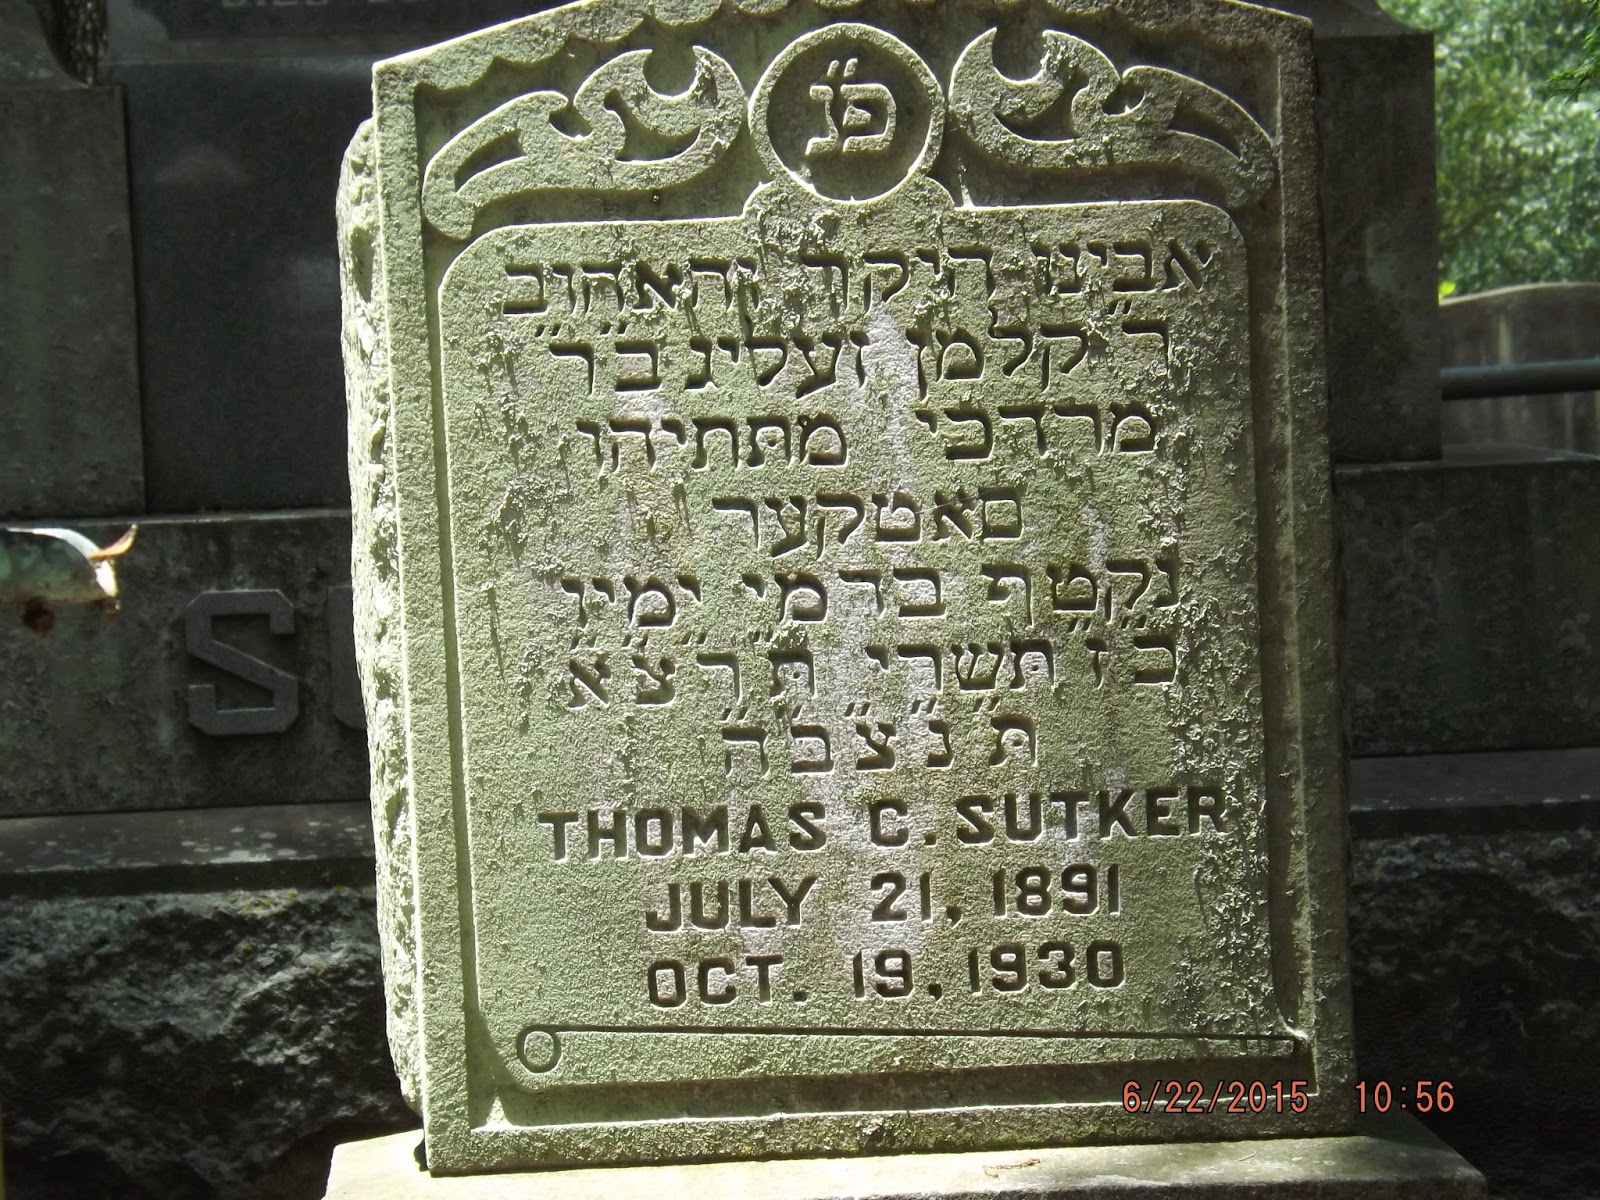 פ״נ
אבינו היקר והאהוב
ר׳ קלמן זעליג ב״ר
מרדכי מתתיהו
סאטקער
נקטף בדמי ימיו
כ״ז תשרי ת״ר״צ״א
ת״נ״צ״ב״ה
THOMAS C. SUTKER
JULY 21, 1891
OCT. 19, 1930
6/22/2015 10:56